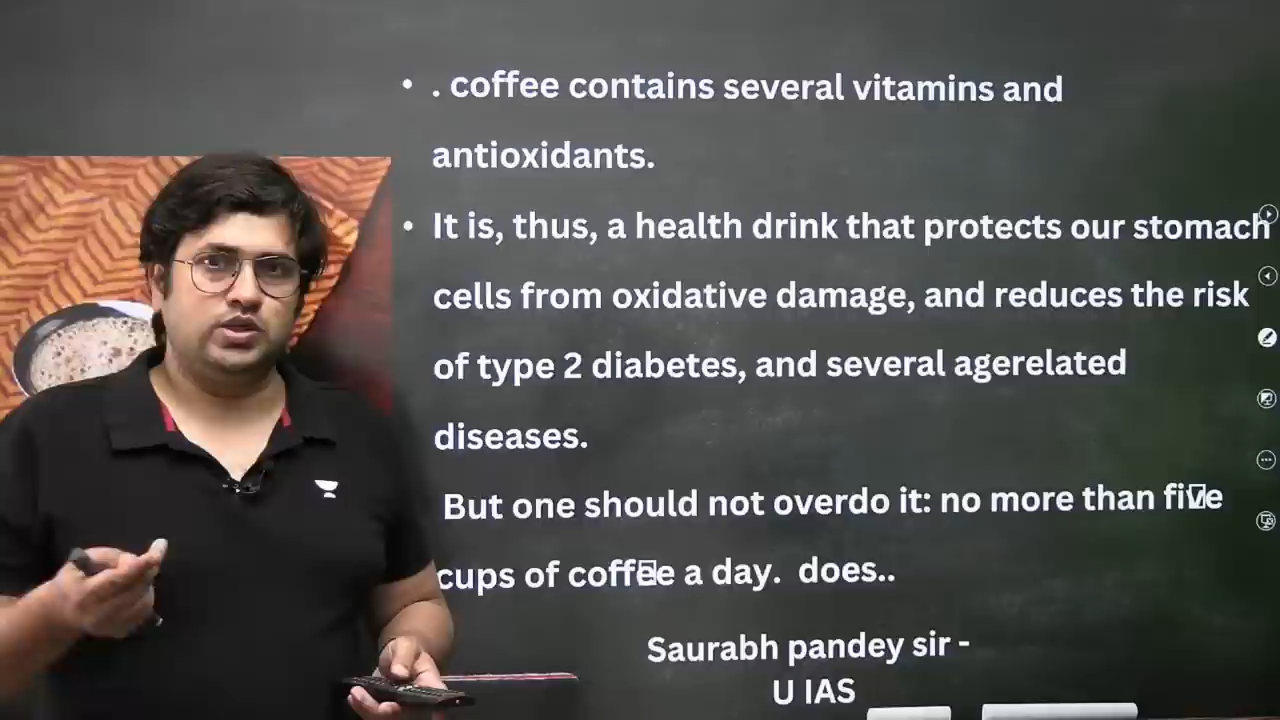 • . coffee contains several vitamins and
antioxidants.
• It is, thus, a health drink that protects our stomach
cells from oxidative damage, and reduces the risk
of type 2 diabetes, and several agerelated
diseases.
But one should not overdo it: no more than five
cups of coffee a day. does..
Saurabh pandey sir -
U IAS